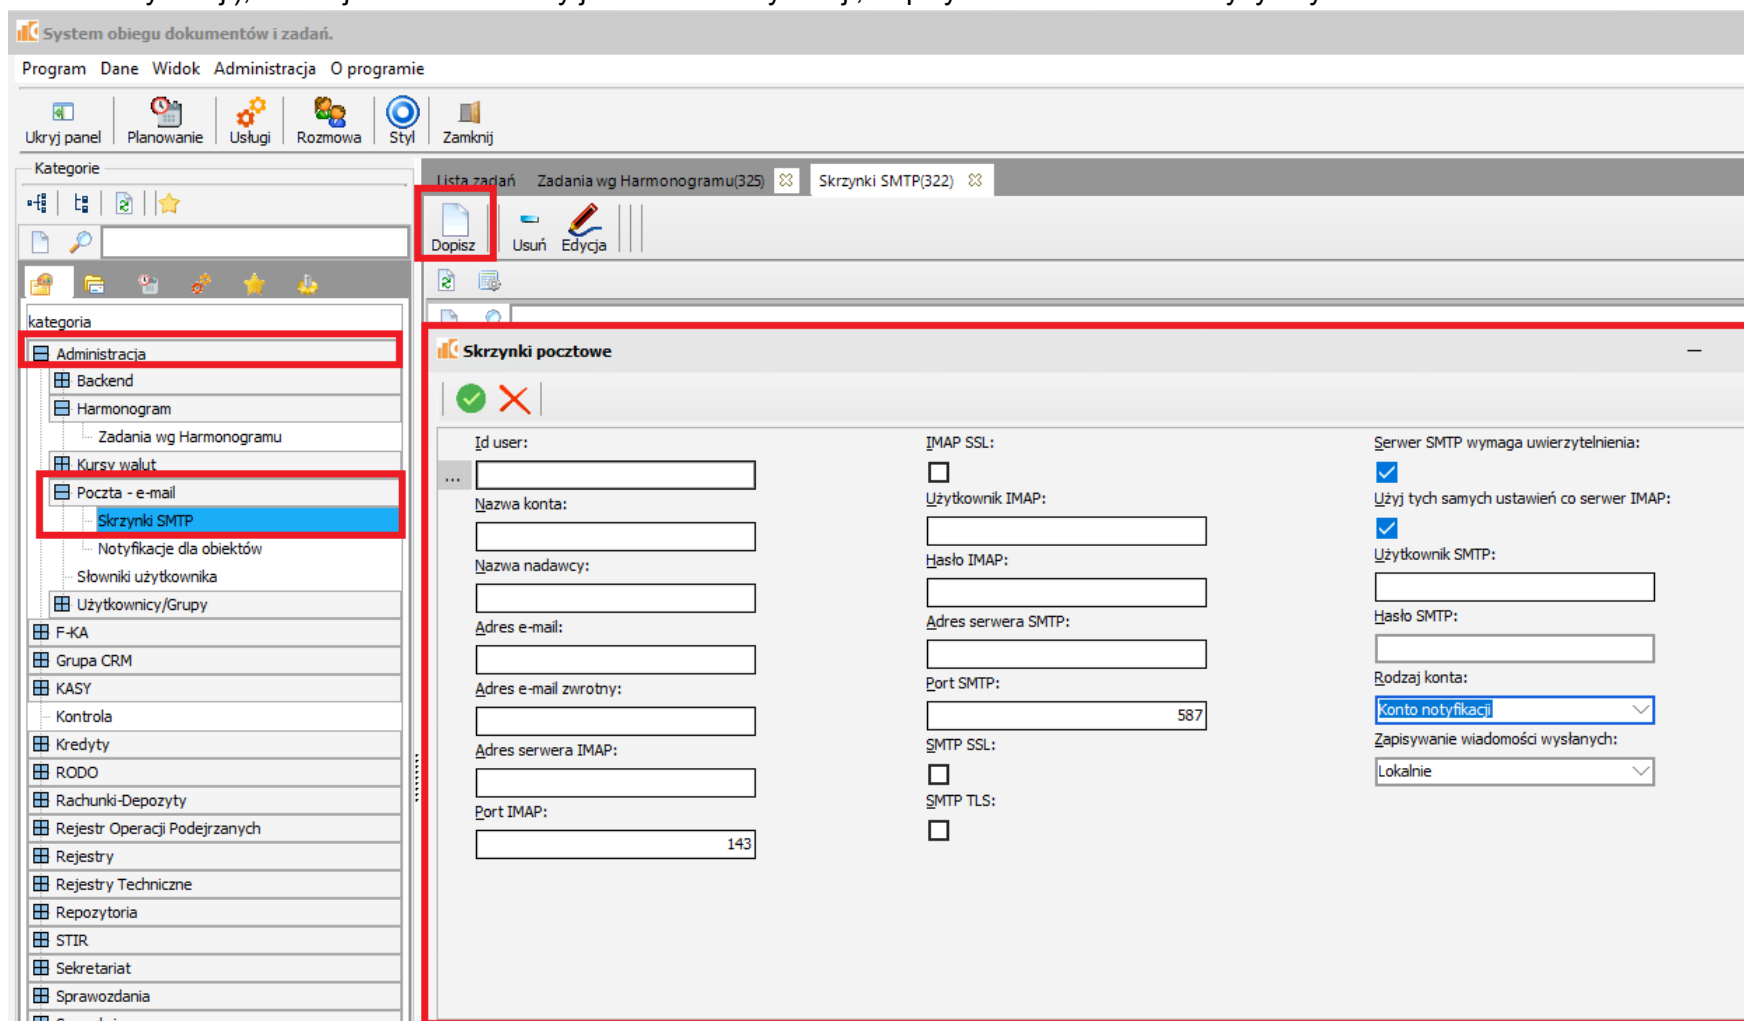 System obiegu dokumentów i zadań.
Program Dane Widok Administracja O programie
Ukryj panel Planowanie Usługi Rozmowa Styl Zamknij
Kategorie
kategoria
Administracja
Backend
Harmonogram
Zadania wg Harmonogramu
Kursy walut
Poczta - e-mail
Skrzynki SMTP
Notyfikacje dla obiektów
Słowniki użytkownika
Użytkownicy/Grupy
F-KA
Grupa CRM
KASY
Kontrola
Kredyty
RODO
Rachunki-Depozyty
Rejestr Operacji Podejrzanych
Rejestry
Rejestry Techniczne
Repozytoria
STIR
Sekretariat
Sprawozdania
Lista zadań Zadania wg Harmonogramu(325) Skrzynki SMTP(322)
Dopisz Usuń Edycja
Skrzynki pocztowe
Id user:
...
Nazwa konta:
Nazwa nadawcy:
Adres e-mail:
Adres e-mail zwrotny:
Adres serwera IMAP:
Port IMAP:
143
IMAP SSL:
Użytkownik IMAP:
Hasło IMAP:
Adres serwera SMTP:
Port SMTP:
587
SMTP SSL:
SMTP TLS:
Serwer SMTP wymaga uwierzytelnienia:
Użyj tych samych ustawień co serwer IMAP:
Użytkownik SMTP:
Hasło SMTP:
Rodzaj konta:
Konto notyfikacji
Zapisywanie wiadomości wysłanych:
Lokalnie